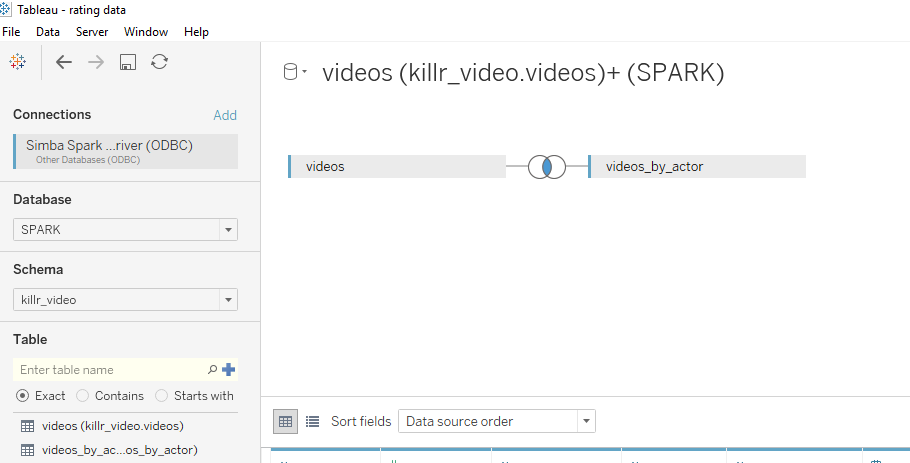 Tableau - rating data
File Data Server Window Help
videos (killr_video.videos)+ (SPARK)
Connections Add
Simba Spark ...river (ODBC)
Other Databases (ODBC)
videos videos_by_actor
Database
SPARK
Schema
killr_video
Table
Enter table name
Exact Contains Starts with
Sort fields Data source order
videos (killr_video.videos)
videos_by_ac...os_by_actor)